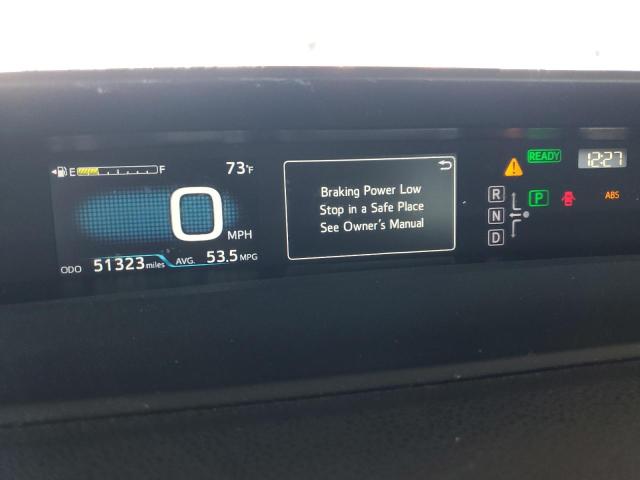 E F 73°F
0 MPH
ODO 51323 miles AVG. 53.5 MPG
Braking Power Low
Stop in a Safe Place
See Owner's Manual
READY 12:27
R
P ABS
N
D